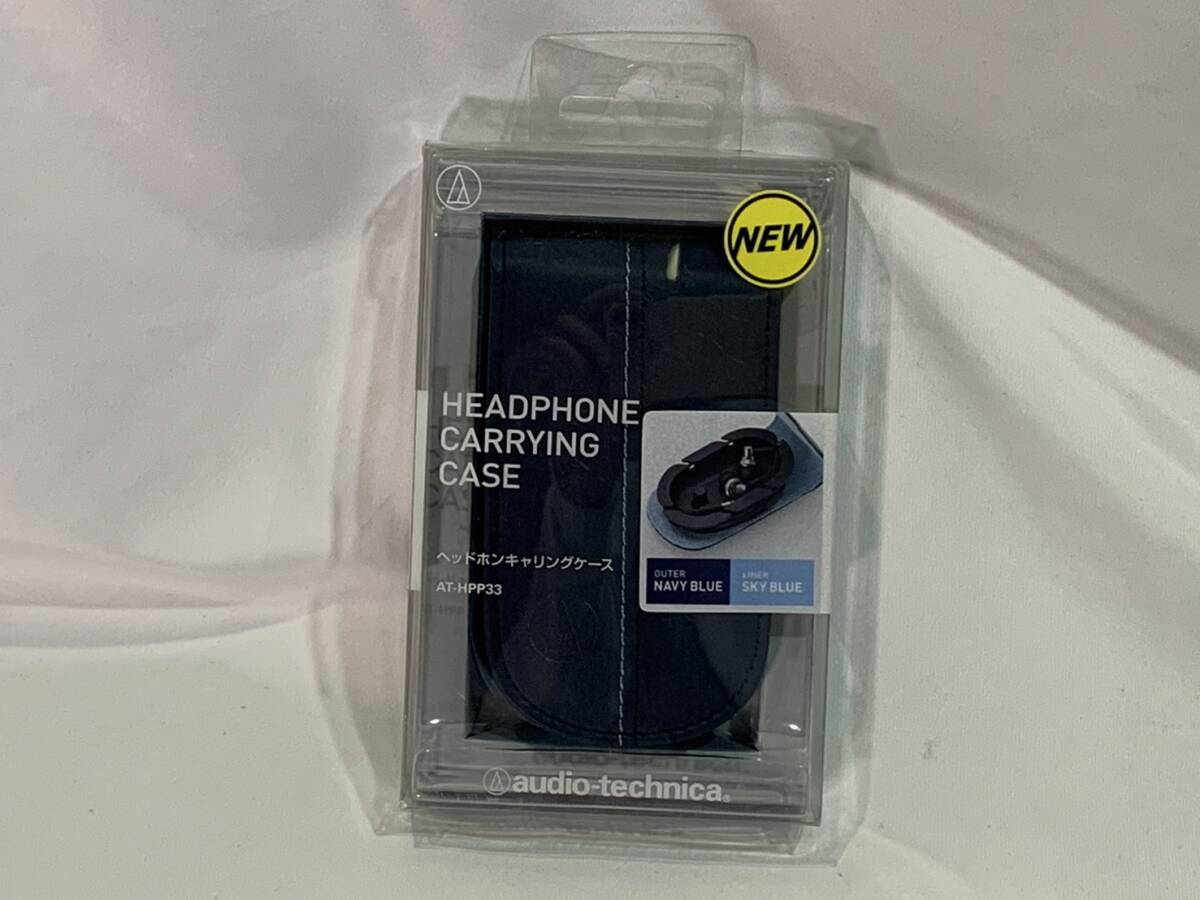 NEW
HEADPHONE
CARRYING
CASE
ヘッドホンキャリングケース
AT-HPP33
OUTER
NAVY BLUE
LINER
SKY BLUE
audio-technica®